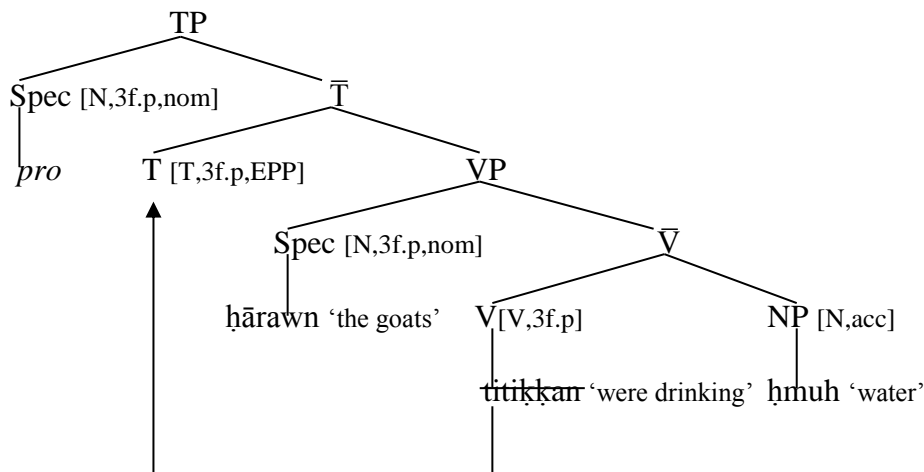 TP
Spec [N,3f.p,nom] T̅
pro T [T,3f.p,EPP] VP
Spec [N,3f.p,nom] V̅
ḥārawn ‘the goats’ V[V,3f.p] NP [N,acc]
titiḳḳan ‘were drinking’ ḥmuh ‘water’